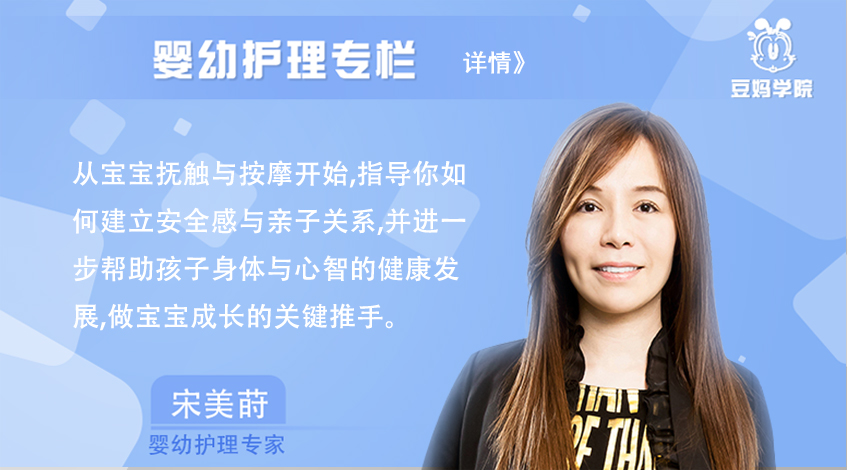 婴幼护理专栏
详情》
豆妈学院
从宝宝抚触与按摩开始,指导你如
何建立安全感与亲子关系,并进一
步帮助孩子身体与心智的健康发
展,做宝宝成长的关键推手。
宋美莳
婴幼护理专家